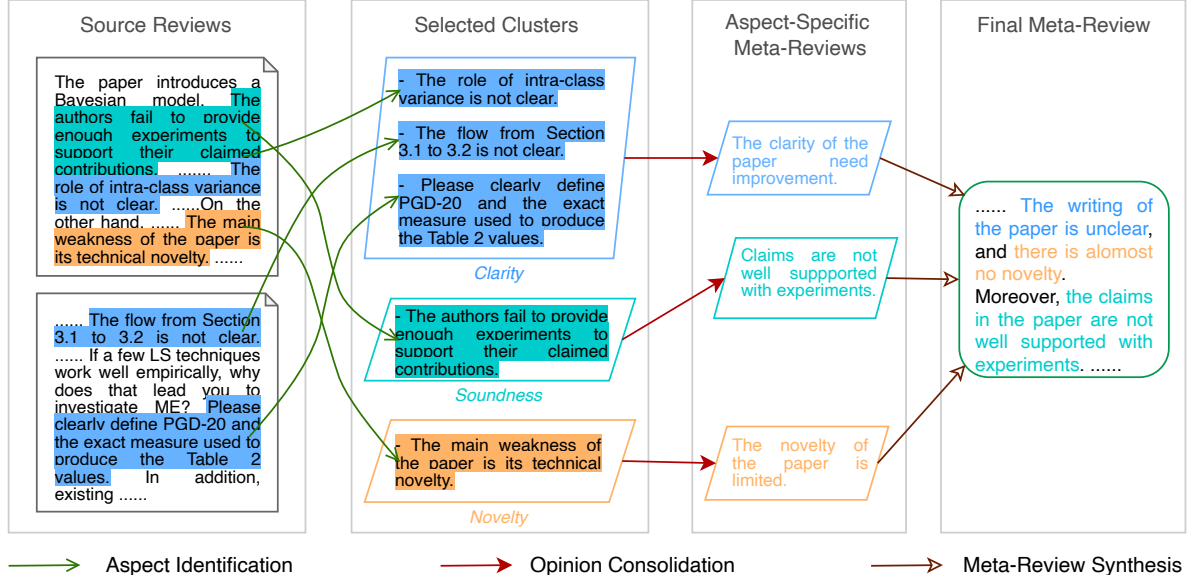 Source Reviews
The paper introduces a
Bayesian model. The
authors fail to provide
enough experiments to
support their claimed
contributions. ....... The
role of intra-class variance
is not clear. ......On the
other hand, ...... The main
weakness of the paper is
its technical novelty. ......
...... The flow from Section
3.1 to 3.2 is not clear.
...... If a few LS techniques
work well empirically, why
does that lead you to
investigate ME? Please
clearly define PGD-20 and
the exact measure used to
produce the Table 2
values. In addition,
existing ......
Selected Clusters
- The role of intra-class
variance is not clear.
- The flow from Section
3.1 to 3.2 is not clear.
- Please clearly define
PGD-20 and the exact
measure used to produce
the Table 2 values.
Clarity
- The authors fail to provide
enough experiments to
support their claimed
contributions.
Soundness
- The main weakness of
the paper is its technical
novelty.
Novelty
Aspect-Specific
Meta-Reviews
The clarity of the
paper need
improvement.
Claims are not
well suppported
with experiments.
The novelty of
the paper is
limited.
Final Meta-Review
...... The writing of
the paper is unclear,
and there is alomost
no novelty.
Moreover, the claims
in the paper are not
well supported with
experiments. ......
Aspect Identification
Opinion Consolidation
Meta-Review Synthesis